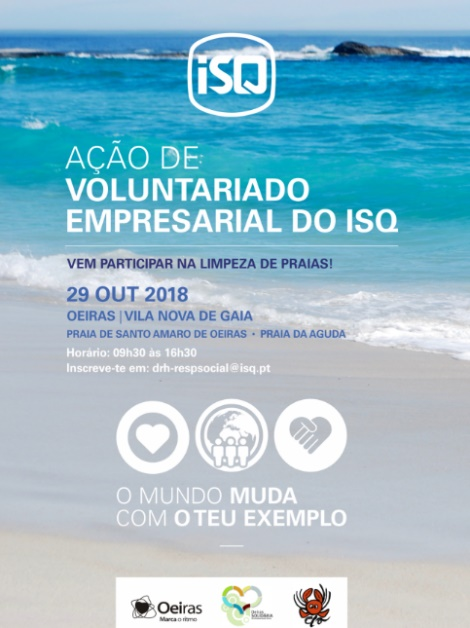 iSQ
AÇÃO DE
VOLUNTARIADO
EMPRESARIAL DO ISQ
VEM PARTICIPAR NA LIMPEZA DE PRAIAS!
29 OUT 2018
OEIRAS | VILA NOVA DE GAIA
PRAIA DE SANTO AMARO DE OEIRAS • PRAIA DA AGUDA
Horário: 09h30 às 16h30
Inscreve-te em: drh-respsocial@isq.pt
O MUNDO MUDA
COM O TEU EXEMPLO
Oeiras
Marca o ritmo